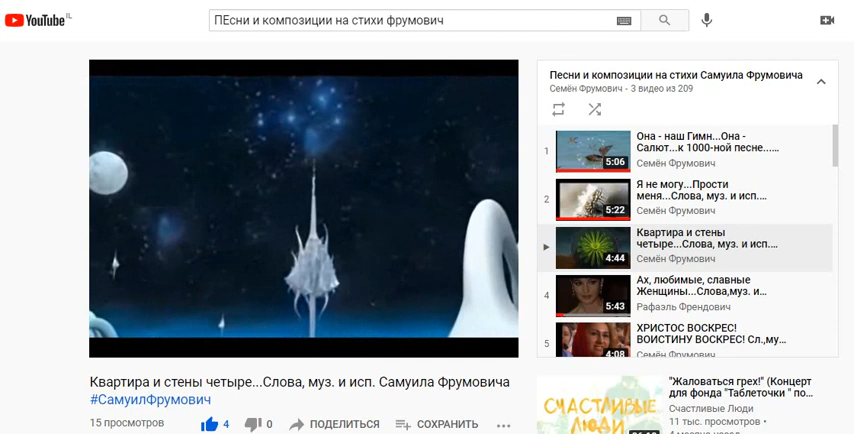 YouTube IL
ПЕсни и композиции на стихи фрумович
Песни и композиции на стихи Самуила Фрумовича
Семён Фрумович - 3 видео из 209
1
Она - наш Гимн...Она -
Салют...к 1000-ной песне...…
5:06
Семён Фрумович
2
Я не могу...Прости
меня...Слова, муз. и исп.…
5:22
Семён Фрумович
Квартира и стены
четыре...Слова, муз. и исп.…
4:44
Семён Фрумович
4
Ах, любимые, славные
Женщины...Слова,муз. и…
5:43
Рафаэль Френдович
5
ХРИСТОС ВОСКРЕС!
ВОИСТИНУ ВОСКРЕС! Сл.,му…
4:08
Семён Фрумович
Квартира и стены четыре...Слова, муз. и исп. Самуила Фрумовича
#СамуилФрумович
15 просмотров
4
0
ПОДЕЛИТЬСЯ
СОХРАНИТЬ
СЧАСТЛИВЫЕ
ЛЮДИ
"Жаловаться грех!" (Концерт
для фонда "Таблеточки " по…
Счастливые Люди
11 тыс. просмотров •
4 месяца назад